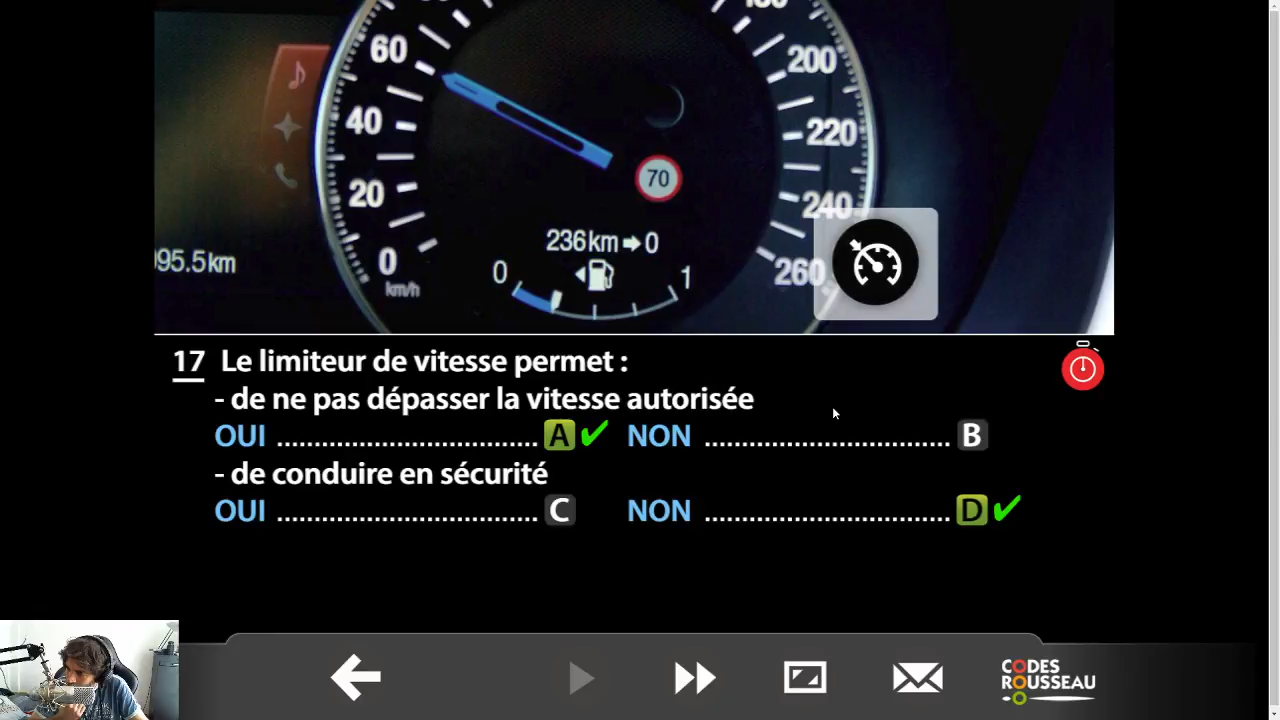 60
200
40
220
20
70
240
236km➔0
095.5km
0
0
1
260
km/h
17 Le limiteur de vitesse permet :
- de ne pas dépasser la vitesse autorisée
OUI ............................ A ✔ NON ............................ B
- de conduire en sécurité
OUI ............................ C NON ............................ D ✔
CODES
ROUSSEAU